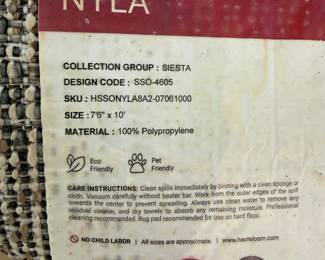 NYLA
COLLECTION GROUP : SIESTA
DESIGN CODE : SSO-4605
SKU : HSSONYLA8A2-07061000
SIZE : 7'6" x 10'
MATERIAL : 100% Polypropylene
Eco
Friendly
Pet
Friendly
CARE INSTRUCTIONS: Clean spills immediately by blotting with a clean sponge or
cloth. Vacuum carefully without beater bar. Work from the outer edges of the spill
towards the center to prevent spreading. Always use clean water to remove any
residual cleaner, and dry towels to absorb any remaining moisture. Professional
cleaning recommended. Rug pad recommended for use on hard floor.
NO CHILD LABOR | All sizes are approximate. | www.hauteloom.com